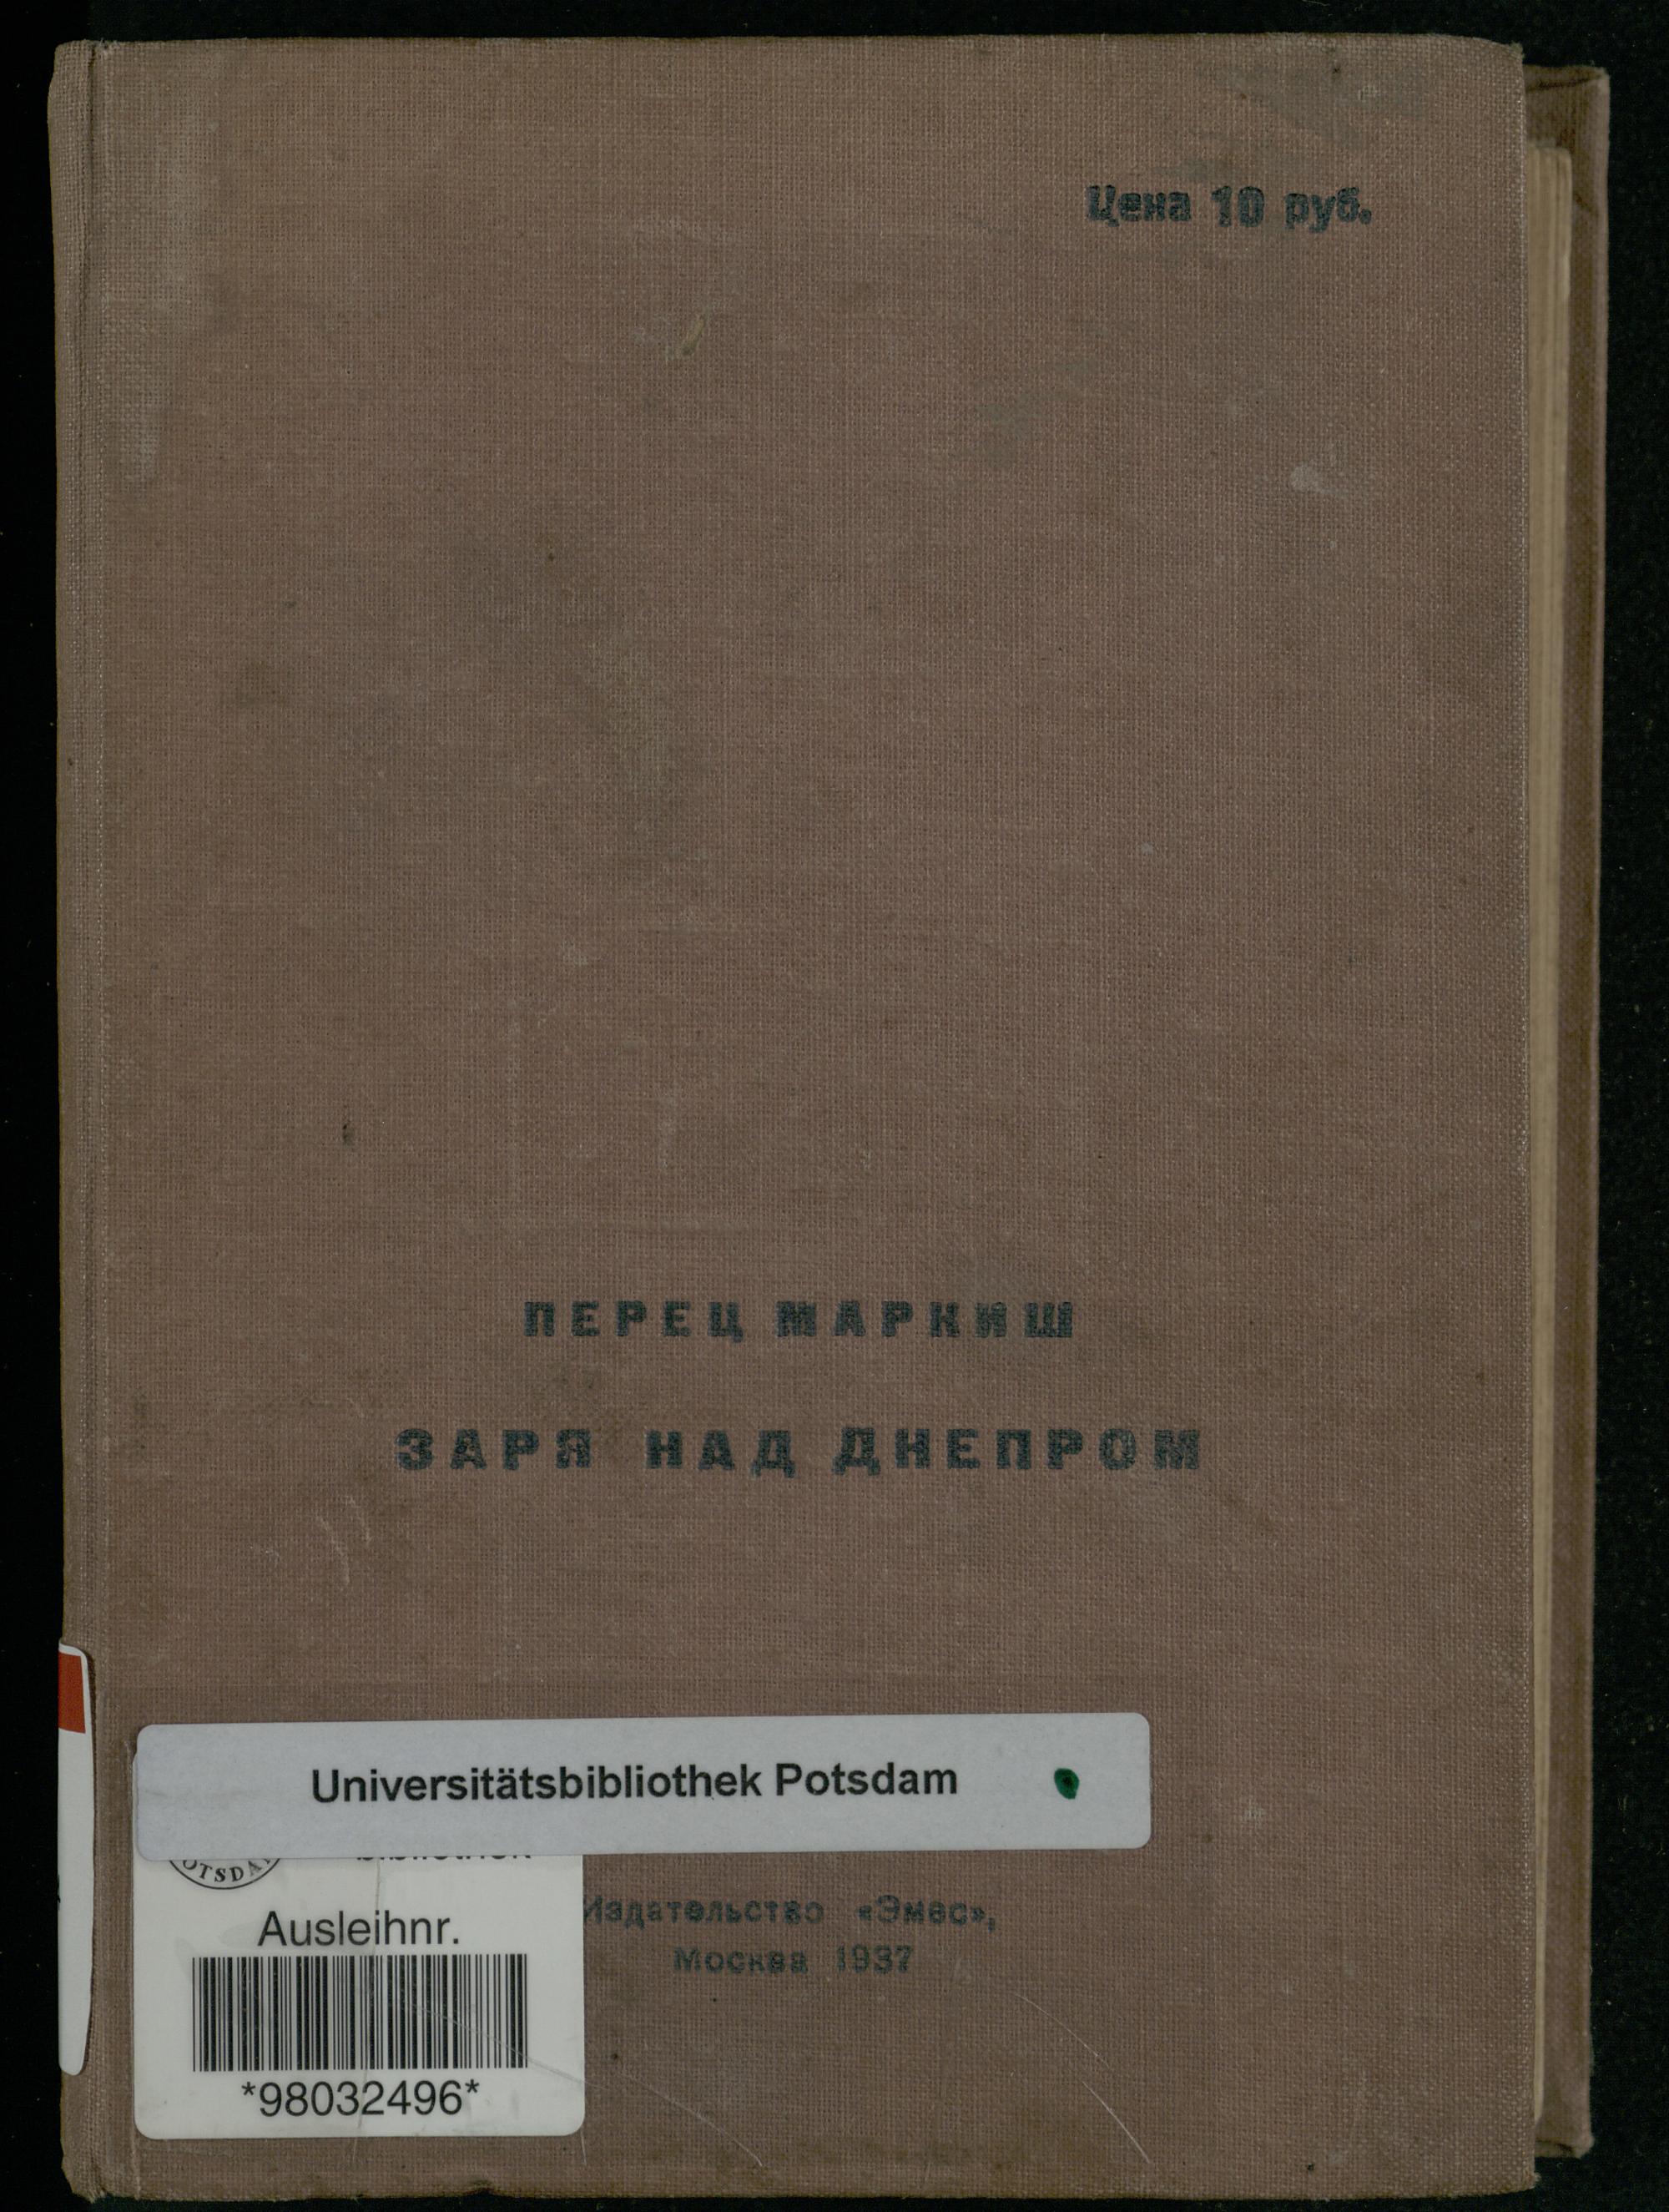 Цена 10 руб.
ПЕРЕЦ МАРКИШ
ЗАРЯ НАД ДНЕПРОМ
Universitätsbibliothek Potsdam
Издательство «Эмес»,
Москва 1937
Ausleihnr.
*98032496*